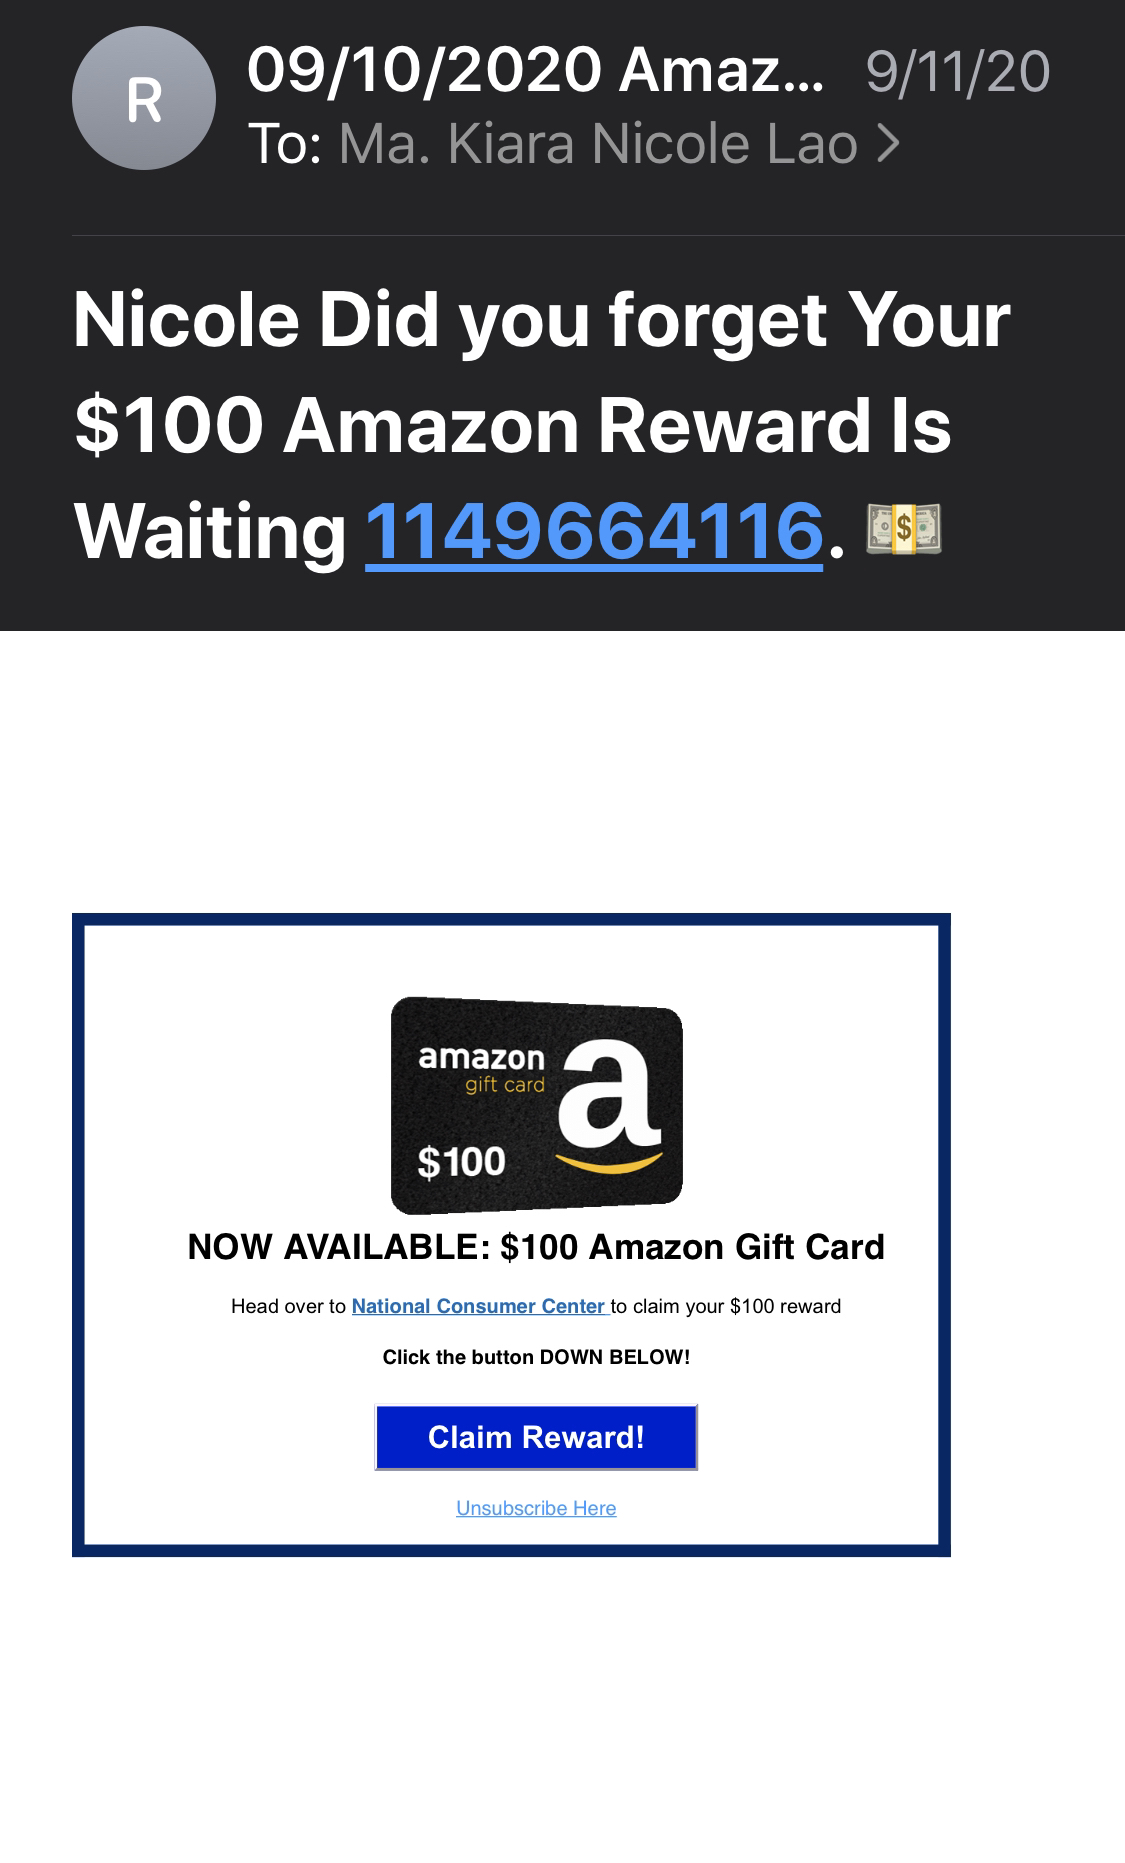 R
09/10/2020 Amaz... 9/11/20
To: Ma. Kiara Nicole Lao >
Nicole Did you forget Your
$100 Amazon Reward Is
Waiting 1149664116. 💵
amazon
gift card
a
$100
NOW AVAILABLE: $100 Amazon Gift Card
Head over to National Consumer Center to claim your $100 reward
Click the button DOWN BELOW!
Claim Reward!
Unsubscribe Here